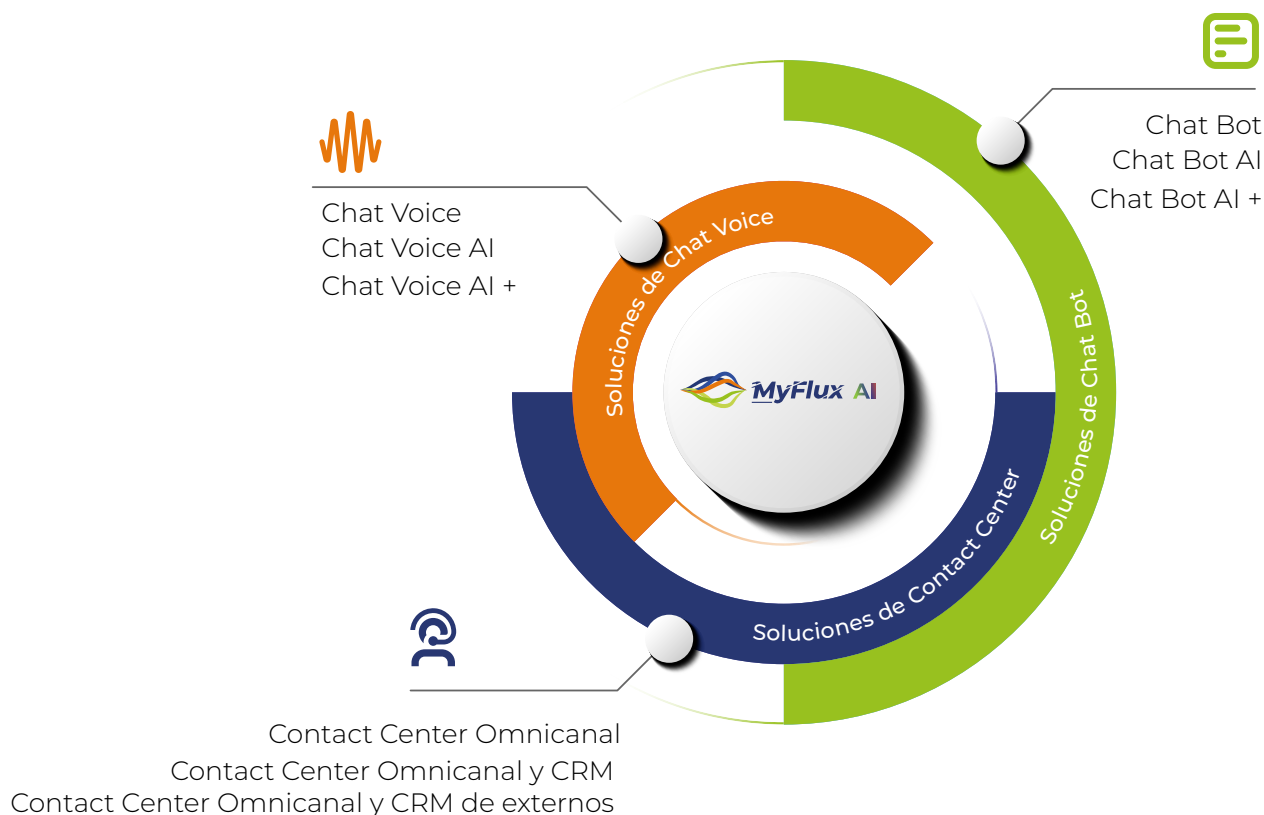 Chat Bot
Chat Bot AI
Chat Bot AI +
Chat Voice
Chat Voice AI
Chat Voice AI +
Soluciones de Chat Voice
Soluciones de Chat Bot
MyFlux AI
Soluciones de Contact Center
Contact Center Omnicanal
Contact Center Omnicanal y CRM
Contact Center Omnicanal y CRM de externos